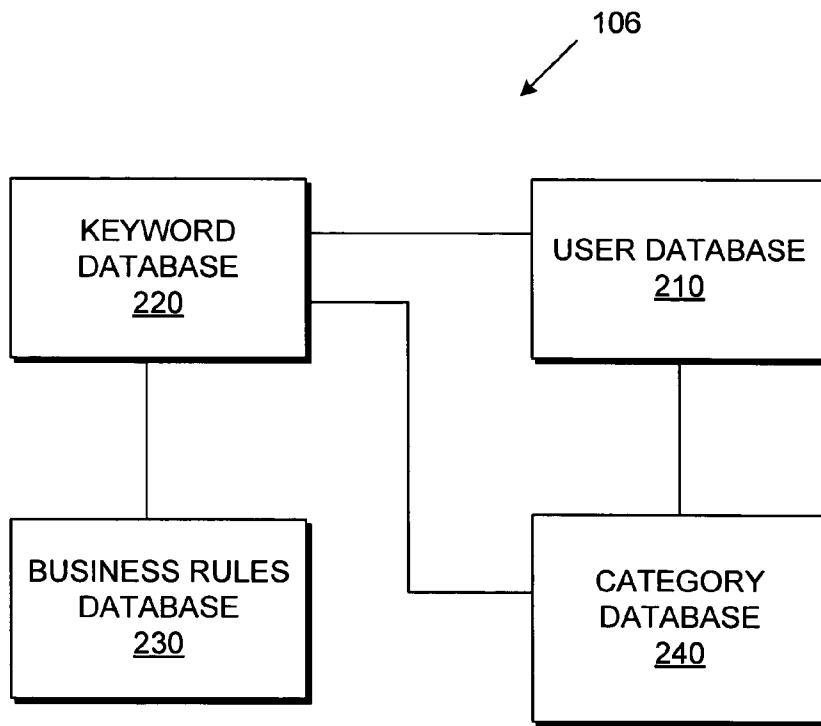 106
KEYWORD
DATABASE
220
USER DATABASE
210
BUSINESS RULES
DATABASE
230
CATEGORY
DATABASE
240